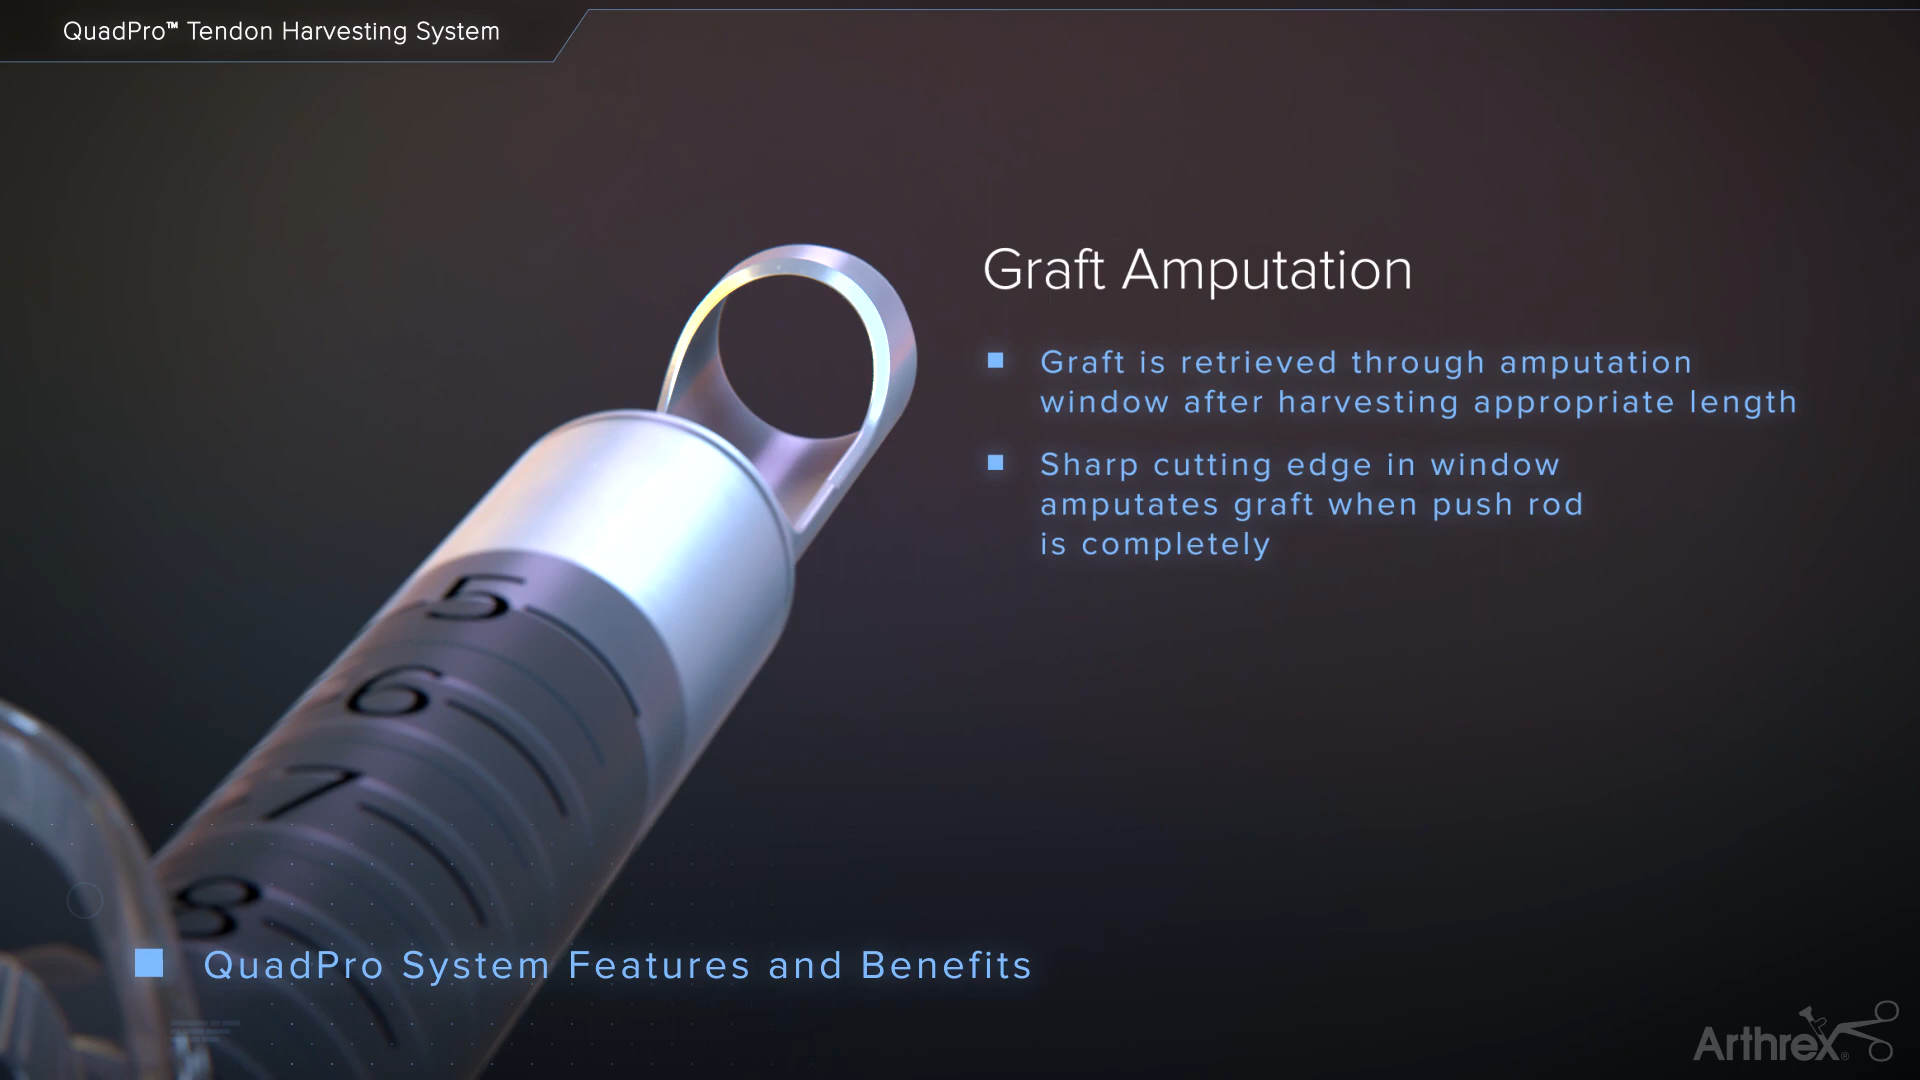 QuadPro™ Tendon Harvesting System
Graft Amputation
Graft is retrieved through amputation
window after harvesting appropriate length
Sharp cutting edge in window
amputates graft when push rod
is completely
5
6
7
8
QuadPro System Features and Benefits
Arthrex®